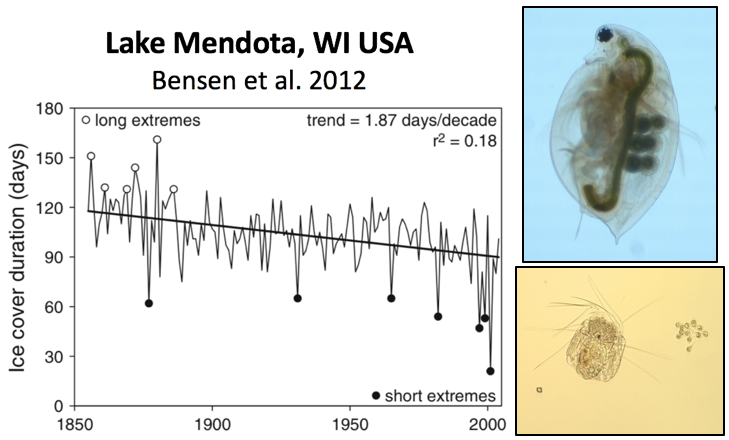 Lake Mendota, WI USA
Bensen et al. 2012
Ice cover duration (days)
180
150
120
90
60
30
0
long extremes
trend = 1.87 days/decade
r² = 0.18
short extremes
1850
1900
1950
2000